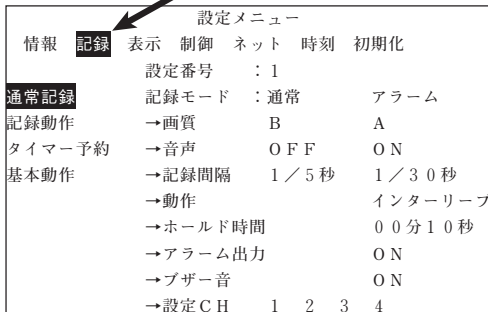 設定メニュー
情報 記録 表示 制御 ネット 時刻 初期化
設定番号 :1
通常記録 記録モード :通常 アラーム
記録動作 →画質 B A
タイマー予約 →音声 OFF ON
基本動作 →記録間隔 1/5秒 1/30秒
→動作 インターリーブ
→ホールド時間 00分10秒
→アラーム出力 ON
→ブザー音 ON
→設定CH 1 2 3 4